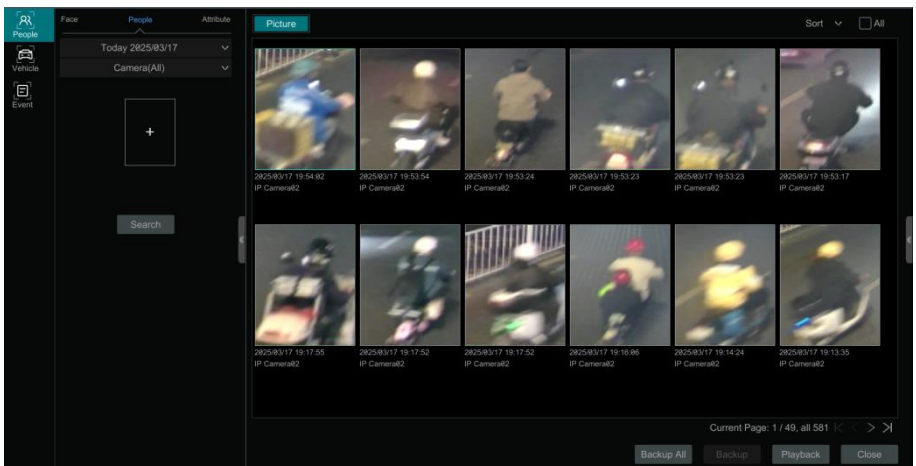 People
Vehicle
Event
Face People Attribute
Today 2025/03/17
Camera(All)
+
Search
Picture
Sort All
2025/03/17 19:54:02 2025/03/17 19:53:54 2025/03/17 19:53:24 2025/03/17 19:53:23 2025/03/17 19:53:23 2025/03/17 19:53:17
IP Camera02 IP Camera02 IP Camera02 IP Camera02 IP Camera02 IP Camera02
2025/03/17 19:17:55 2025/03/17 19:17:52 2025/03/17 19:17:52 2025/03/17 19:16:06 2025/03/17 19:14:24 2025/03/17 19:13:35
IP Camera02 IP Camera02 IP Camera02 IP Camera02 IP Camera02 IP Camera02
Current Page: 1 / 49, all 581
Backup All Backup Playback Close